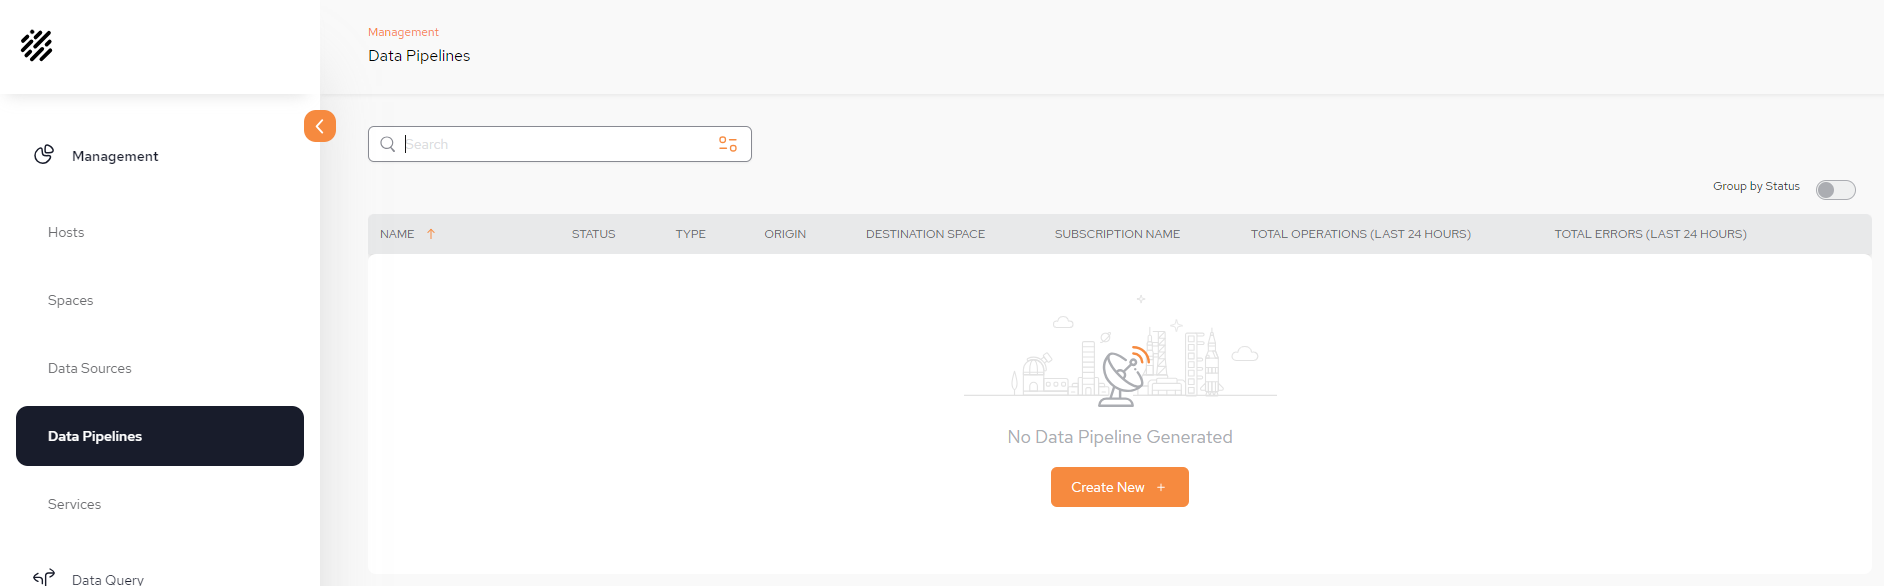 Management
Data Pipelines
Management
Search
Group by Status
Hosts
NAME STATUS TYPE ORIGIN DESTINATION SPACE SUBSCRIPTION NAME TOTAL OPERATIONS (LAST 24 HOURS) TOTAL ERRORS (LAST 24 HOURS)
Spaces
Data Sources
Data Pipelines
No Data Pipeline Generated
Create New +
Services
Data Query